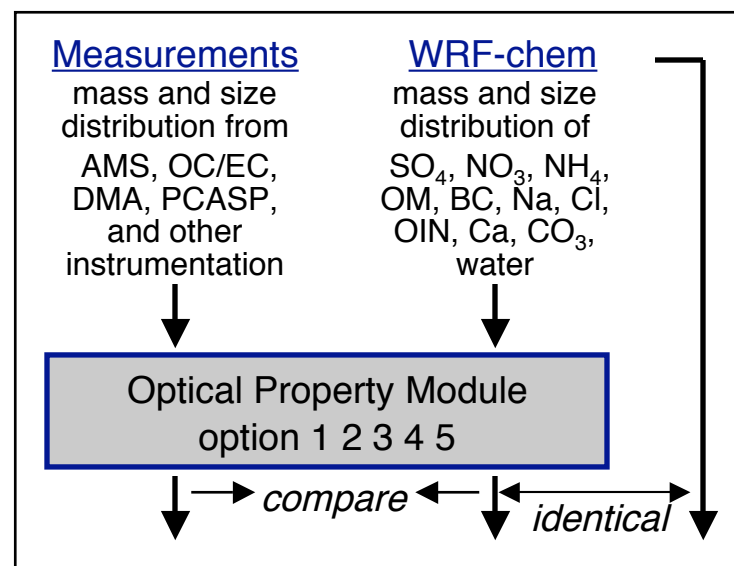 Measurements
mass and size
distribution from
AMS, OC/EC,
DMA, PCASP,
and other
instrumentation
WRF-chem
mass and size
distribution of
SO₄, NO₃, NH₄,
OM, BC, Na, Cl,
OIN, Ca, CO₃,
water
Optical Property Module
option 1 2 3 4 5
compare
identical